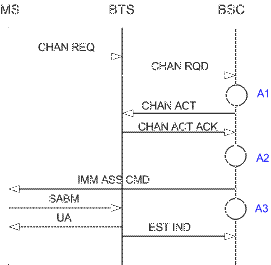 MS BTS BSC
CHAN REQ
CHAN RQD
A1
CHAN ACT
CHAN ACT ACK
A2
IMM ASS CMD
SABM
A3
UA
EST IND